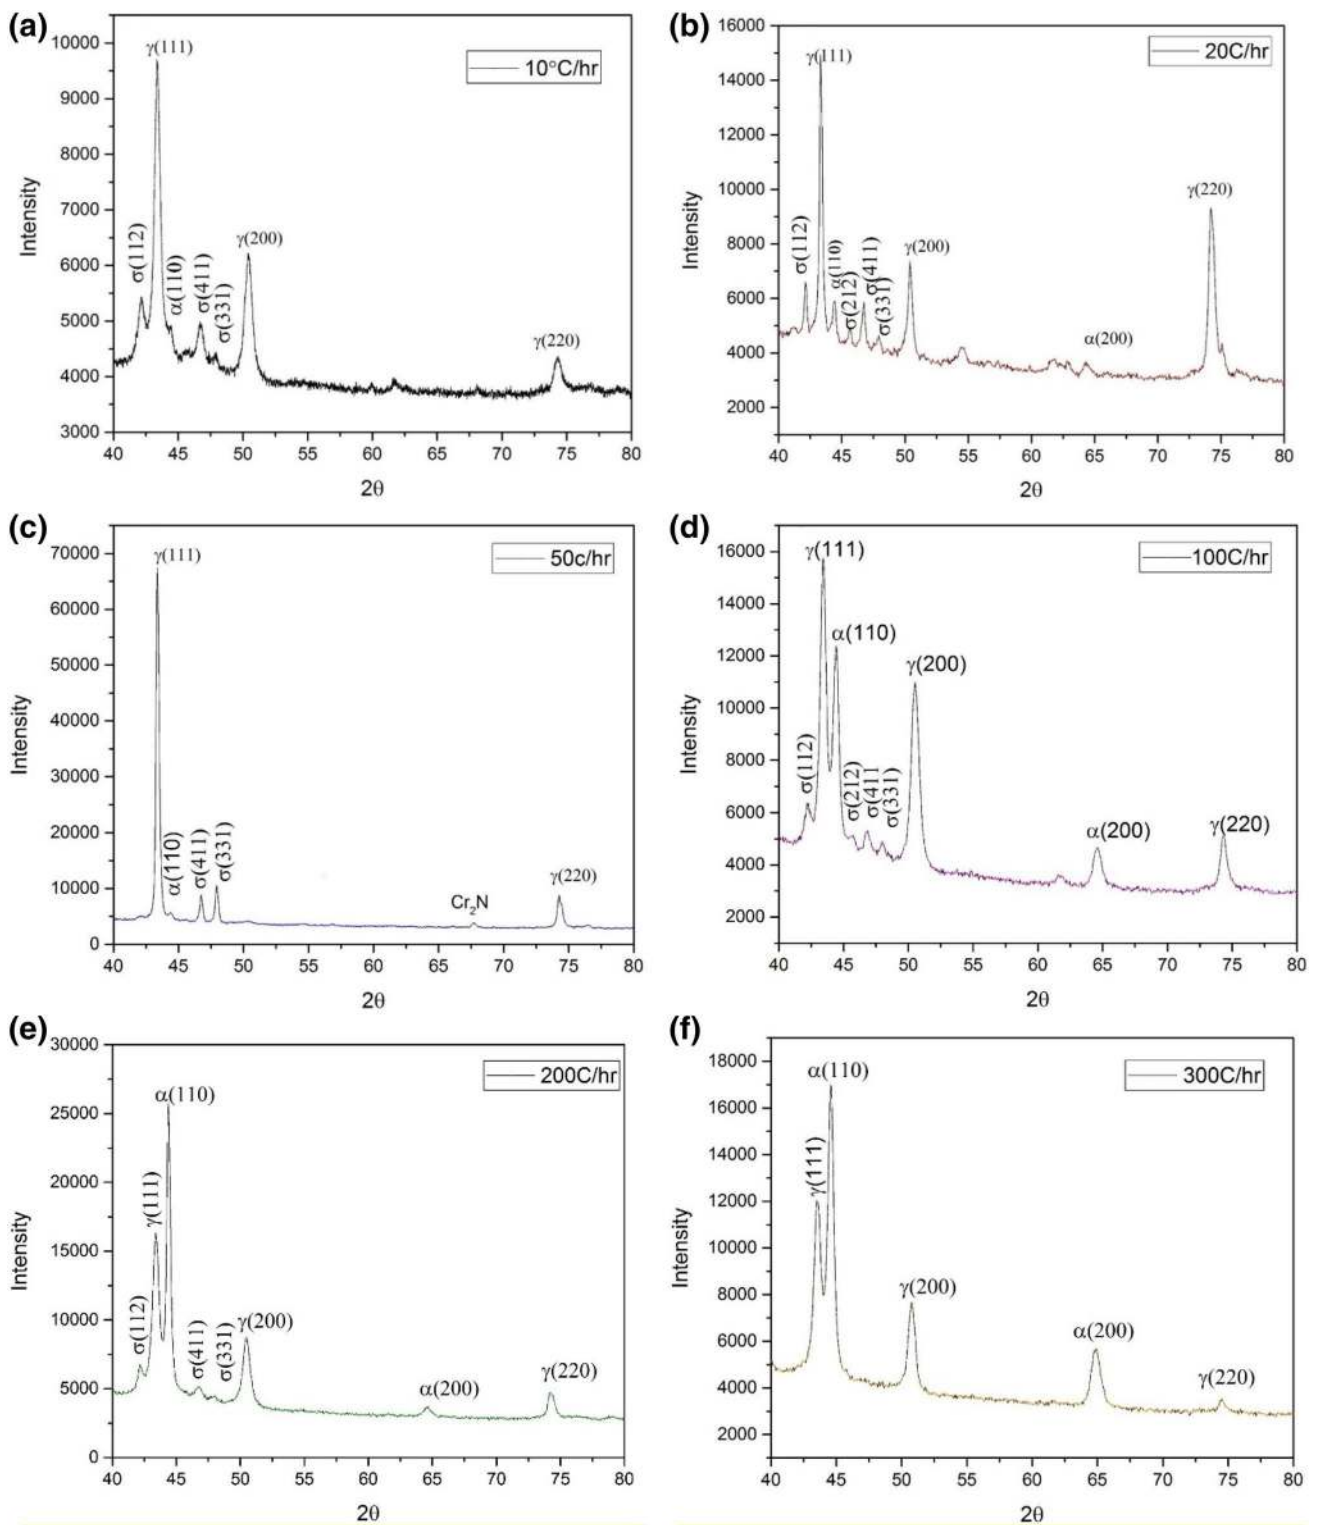 (a)
10°C/hr
Intensity
10000
9000
8000
7000
6000
5000
4000
3000
γ(111)
σ(112)
α(110)
σ(411)
σ(331)
γ(200)
γ(220)
40 45 50 55 60 65 70 75 80
2θ
(b)
20C/hr
Intensity
16000
14000
12000
10000
8000
6000
4000
2000
γ(111)
σ(112)
α(110)
σ(212)
σ(411)
σ(331)
γ(200)
α(200)
γ(220)
40 45 50 55 60 65 70 75 80
2θ
(c)
50c/hr
Intensity
70000
60000
50000
40000
30000
20000
10000
0
γ(111)
α(110)
σ(411)
σ(331)
Cr2N
γ(220)
40 45 50 55 60 65 70 75 80
2θ
(d)
100C/hr
Intensity
16000
14000
12000
10000
8000
6000
4000
2000
γ(111)
α(110)
σ(112)
σ(212)
σ(411
σ(331)
γ(200)
α(200)
γ(220)
40 45 50 55 60 65 70 75 80
2θ
(e)
200C/hr
Intensity
30000
25000
20000
15000
10000
5000
0
α(110)
γ(111)
σ(112)
σ(411)
σ(331)
γ(200)
α(200)
γ(220)
40 45 50 55 60 65 70 75 80
2θ
(f)
300C/hr
Intensity
18000
16000
14000
12000
10000
8000
6000
4000
2000
α(110)
γ(111)
γ(200)
α(200)
γ(220)
40 45 50 55 60 65 70 75 80
2θ